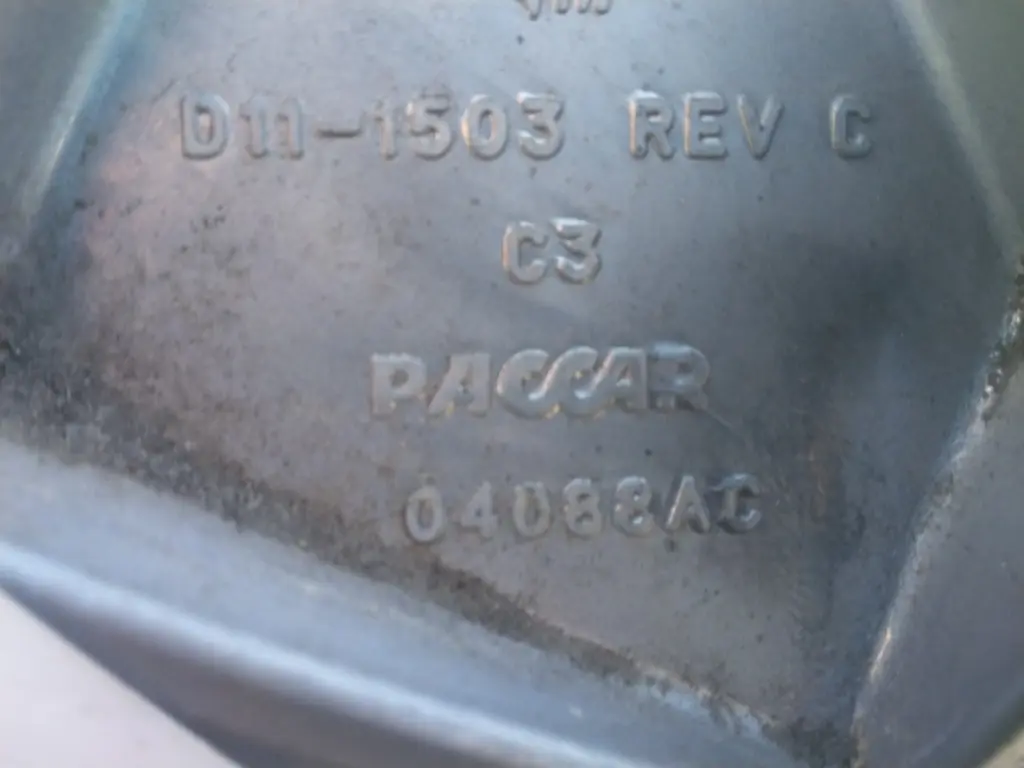 D11-1503 REV C
C3
PACCAR
04088AC